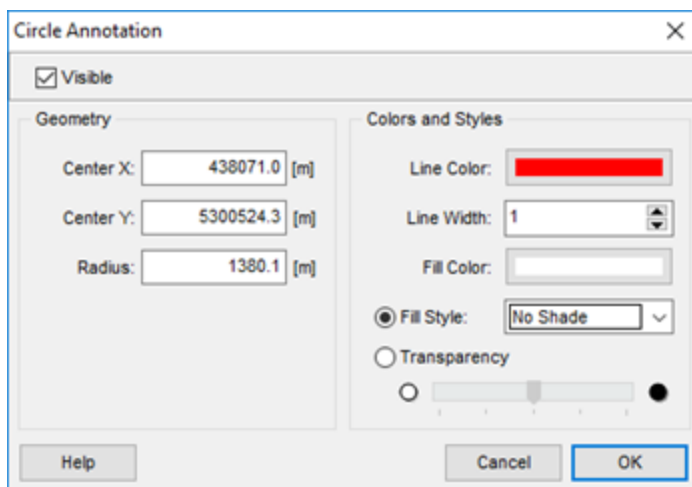 Circle Annotation
Visible
Geometry
Center X: 438071.0 [m]
Center Y: 5300524.3 [m]
Radius: 1380.1 [m]
Colors and Styles
Line Color:
Line Width: 1
Fill Color:
Fill Style: No Shade
Transparency
Help
Cancel
OK